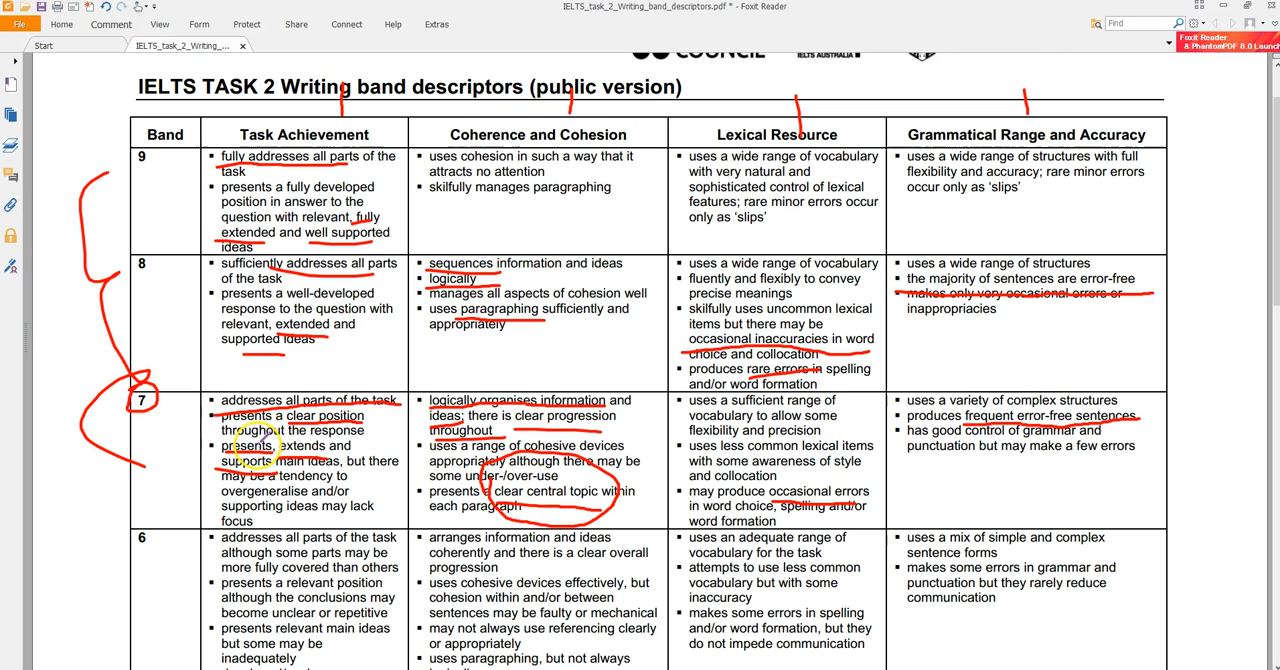 IELTS_task_2_Writing_band_descriptors.pdf * - Foxit Reader
File
Home
Comment
View
Form
Protect
Share
Connect
Help
Extras
Find
Start
IELTS_task_2_Writing_...
Foxit Reader
& PhantomPDF 8.0 Launch
COUNCIL
IELTS AUSTRALIA
IELTS TASK 2 Writing band descriptors (public version)
Band
Task Achievement
Coherence and Cohesion
Lexical Resource
Grammatical Range and Accuracy
9
▪ fully addresses all parts of the
task
▪ presents a fully developed
position in answer to the
question with relevant, fully
extended and well supported
ideas
▪ uses cohesion in such a way that it
attracts no attention
▪ skilfully manages paragraphing
▪ uses a wide range of vocabulary
with very natural and
sophisticated control of lexical
features; rare minor errors occur
only as ‘slips’
▪ uses a wide range of structures with full
flexibility and accuracy; rare minor errors
occur only as ‘slips’
8
▪ sufficiently addresses all parts
of the task
▪ presents a well-developed
response to the question with
relevant, extended and
supported ideas
▪ sequences information and ideas
▪ logically
▪ manages all aspects of cohesion well
▪ uses paragraphing sufficiently and
appropriately
▪ uses a wide range of vocabulary
▪ fluently and flexibly to convey
precise meanings
▪ skilfully uses uncommon lexical
items but there may be
occasional inaccuracies in word
choice and collocation
▪ produces rare errors in spelling
and/or word formation
▪ uses a wide range of structures
▪ the majority of sentences are error-free
▪ makes only very occasional errors or
inappropriacies
7
▪ addresses all parts of the task
▪ presents a clear position
throughout the response
▪ presents, extends and
supports main ideas, but there
may be a tendency to
overgeneralise and/or
supporting ideas may lack
focus
▪ logically organises information and
ideas; there is clear progression
throughout
▪ uses a range of cohesive devices
appropriately although there may be
some under-/over-use
▪ presents a clear central topic within
each paragraph
▪ uses a sufficient range of
vocabulary to allow some
flexibility and precision
▪ uses less common lexical items
with some awareness of style
and collocation
▪ may produce occasional errors
in word choice, spelling and/or
word formation
▪ uses a variety of complex structures
▪ produces frequent error-free sentences
▪ has good control of grammar and
punctuation but may make a few errors
6
▪ addresses all parts of the task
although some parts may be
more fully covered than others
▪ presents a relevant position
although the conclusions may
become unclear or repetitive
▪ presents relevant main ideas
but some may be
inadequately
▪ arranges information and ideas
coherently and there is a clear overall
progression
▪ uses cohesive devices effectively, but
cohesion within and/or between
sentences may be faulty or mechanical
▪ may not always use referencing clearly
or appropriately
▪ uses paragraphing, but not always
▪ uses an adequate range of
vocabulary for the task
▪ attempts to use less common
vocabulary but with some
inaccuracy
▪ makes some errors in spelling
and/or word formation, but they
do not impede communication
▪ uses a mix of simple and complex
sentence forms
▪ makes some errors in grammar and
punctuation but they rarely reduce
communication